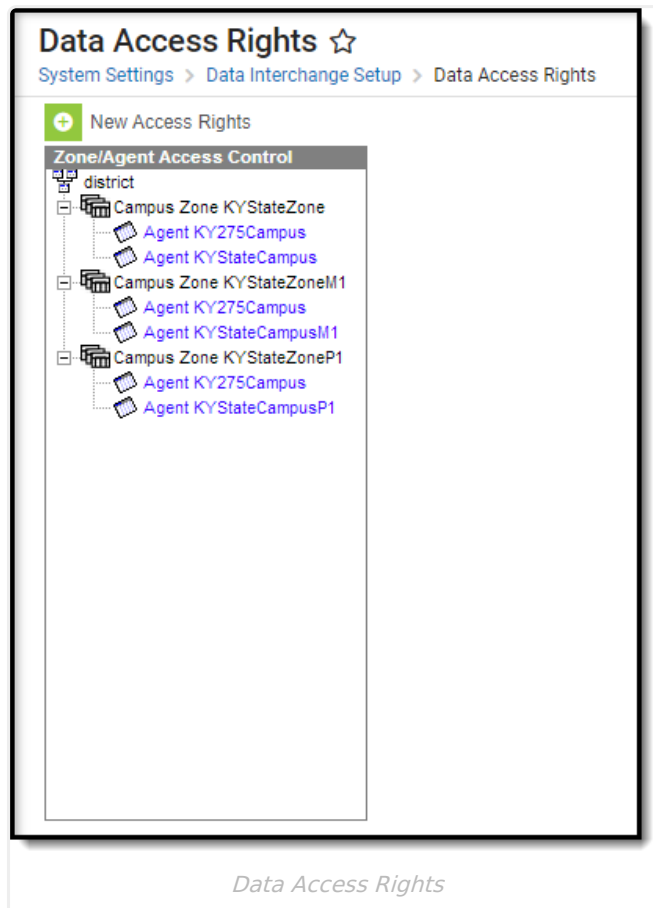 Data Access Rights
System Settings > Data Interchange Setup > Data Access Rights
New Access Rights
Zone/Agent Access Control
district
Campus Zone KYStateZone
Agent KY275Campus
Agent KYStateCampus
Campus Zone KYStateZoneM1
Agent KY275Campus
Agent KYStateCampusM1
Campus Zone KYStateZoneP1
Agent KY275Campus
Agent KYStateCampusP1
Data Access Rights